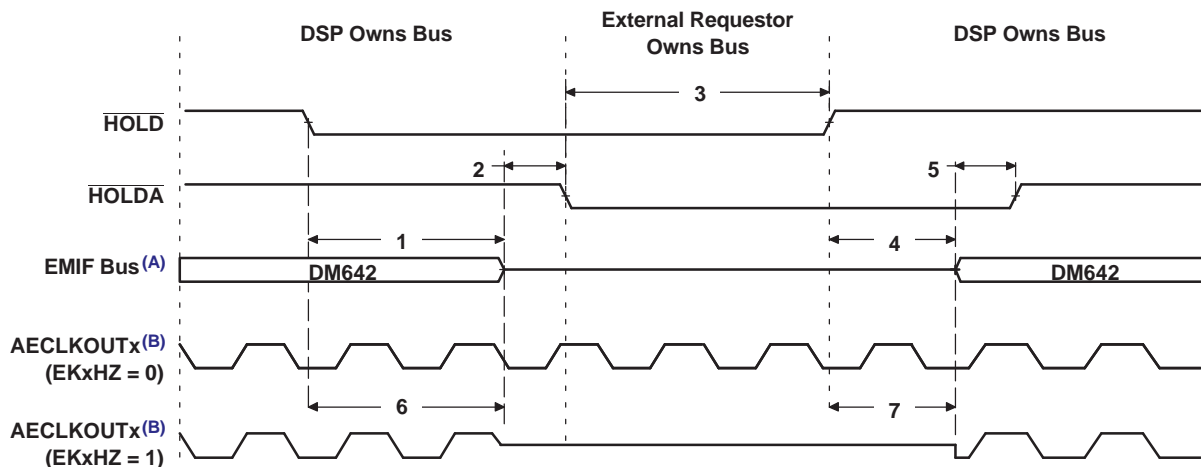 DSP Owns Bus
External Requestor
Owns Bus
DSP Owns Bus
3
HOLD
2
5
HOLDA
1
4
EMIF Bus(A)
DM642
DM642
AECLKOUTx(B)
(EKxHZ = 0)
6
7
AECLKOUTx(B)
(EKxHZ = 1)